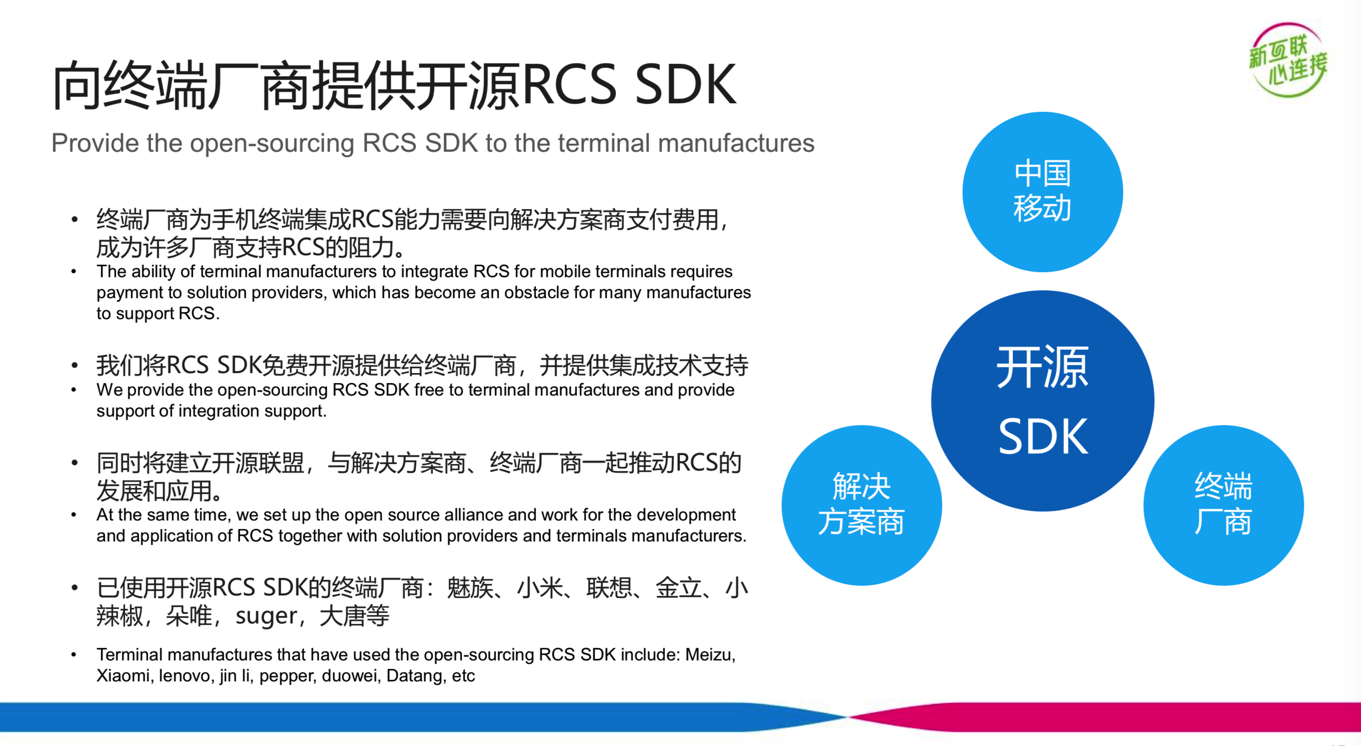 新互联
心连接
向终端厂商提供开源RCS SDK
Provide the open-sourcing RCS SDK to the terminal manufactures
• 终端厂商为手机终端集成RCS能力需要向解决方案商支付费用，
成为许多厂商支持RCS的阻力。
• The ability of terminal manufacturers to integrate RCS for mobile terminals requires
payment to solution providers, which has become an obstacle for many manufactures
to support RCS.
• 我们将RCS SDK免费开源提供给终端厂商，并提供集成技术支持
• We provide the open-sourcing RCS SDK free to terminal manufactures and provide
support of integration support.
• 同时将建立开源联盟，与解决方案商、终端厂商一起推动RCS的
发展和应用。
• At the same time, we set up the open source alliance and work for the development
and application of RCS together with solution providers and terminals manufacturers.
• 已使用开源RCS SDK的终端厂商：魅族、小米、联想、金立、小
辣椒，朵唯，suger，大唐等
• Terminal manufactures that have used the open-sourcing RCS SDK include: Meizu,
Xiaomi, lenovo, jin li, pepper, duowei, Datang, etc
中国
移动
开源
SDK
解决
方案商
终端
厂商